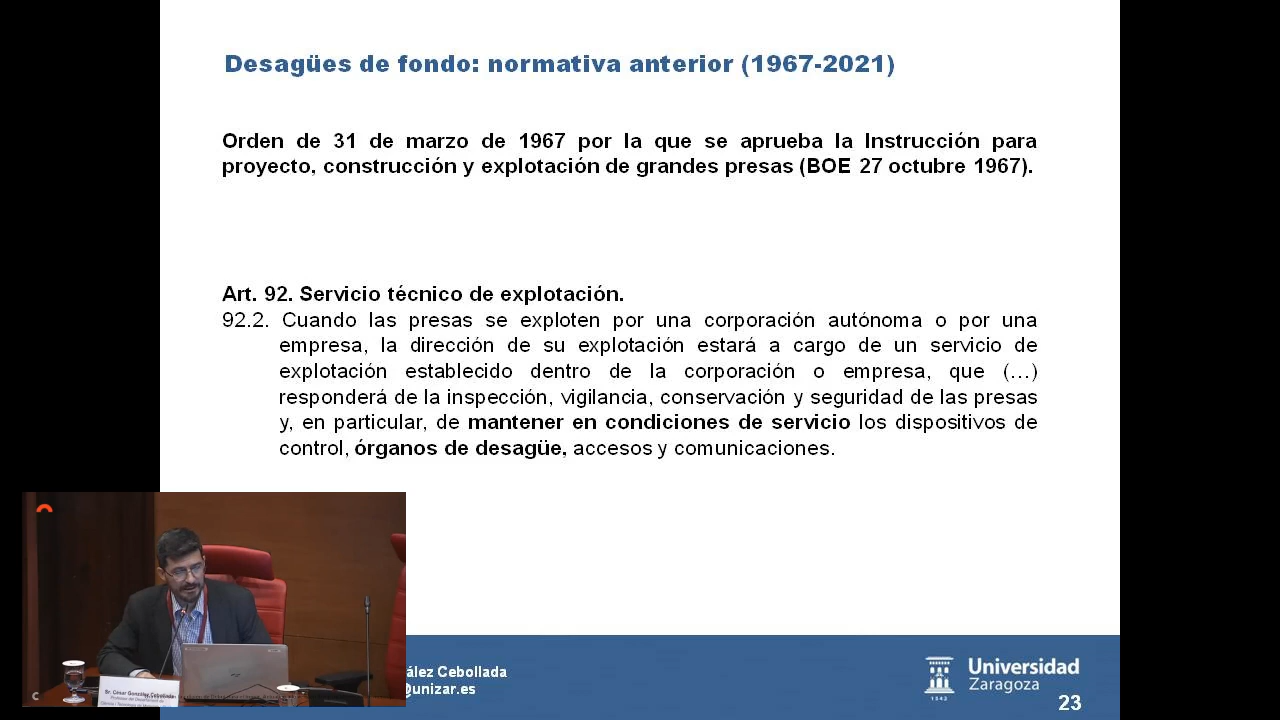 Desagües de fondo: normativa anterior (1967-2021)
Orden de 31 de marzo de 1967 por la que se aprueba la Instrucción para
proyecto, construcción y explotación de grandes presas (BOE 27 octubre 1967).
Art. 92. Servicio técnico de explotación.
92.2. Cuando las presas se exploten por una corporación autónoma o por una
empresa, la dirección de su explotación estará a cargo de un servicio de
explotación establecido dentro de la corporación o empresa, que (…)
responderá de la inspección, vigilancia, conservación y seguridad de las presas
y, en particular, de mantener en condiciones de servicio los dispositivos de
control, órganos de desagüe, accesos y comunicaciones.
Sr. César González Cebollada
ález Cebollada
@unizar.es
Universidad
Zaragoza
1542
23